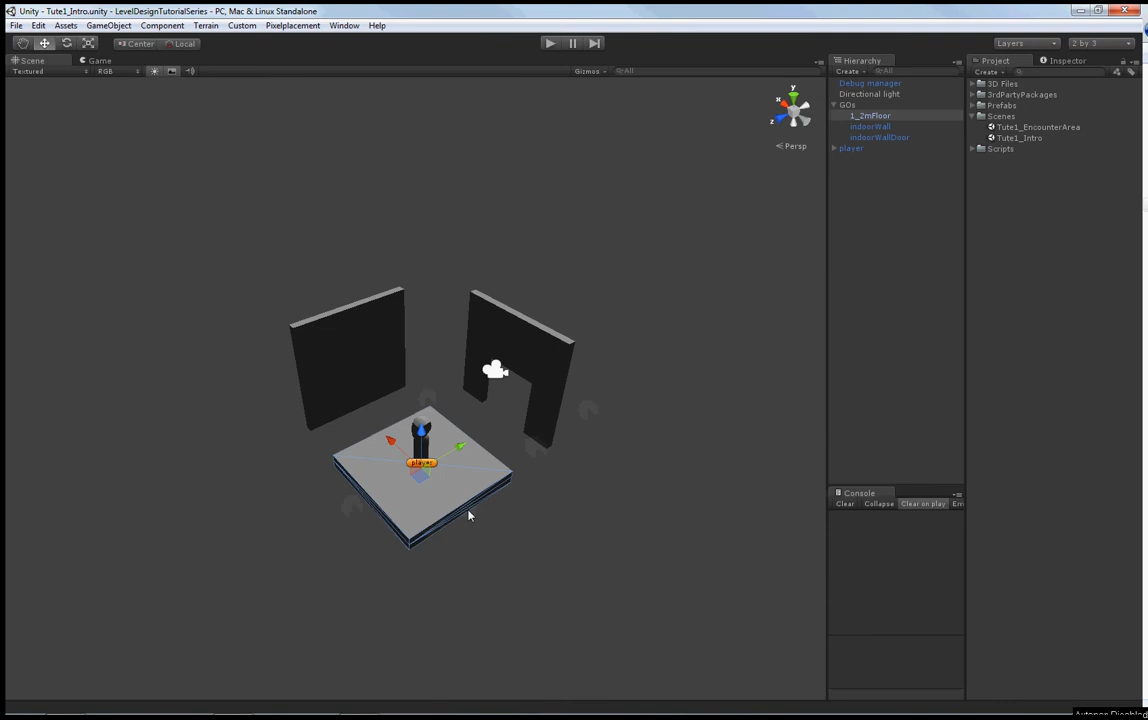 Unity - Tute1_Intro.unity - LevelDesignTutorialSeries - PC, Mac & Linux Standalone
File Edit Assets GameObject Component Terrain Custom Pixelplacement Window Help
Center Local Layers 2 by 3
Scene Game
Textured RGB Gizmos All
y
x
z
Persp
player
Hierarchy
Create All
Debug manager
Directional light
GOs
1_2mFloor
indoorWall
indoorWallDoor
player
Console
Clear Collapse Clear on play Err
Project Inspector
Create
3D Files
3rdPartyPackages
Prefabs
Scenes
Tute1_EncounterArea
Tute1_Intro
Scripts